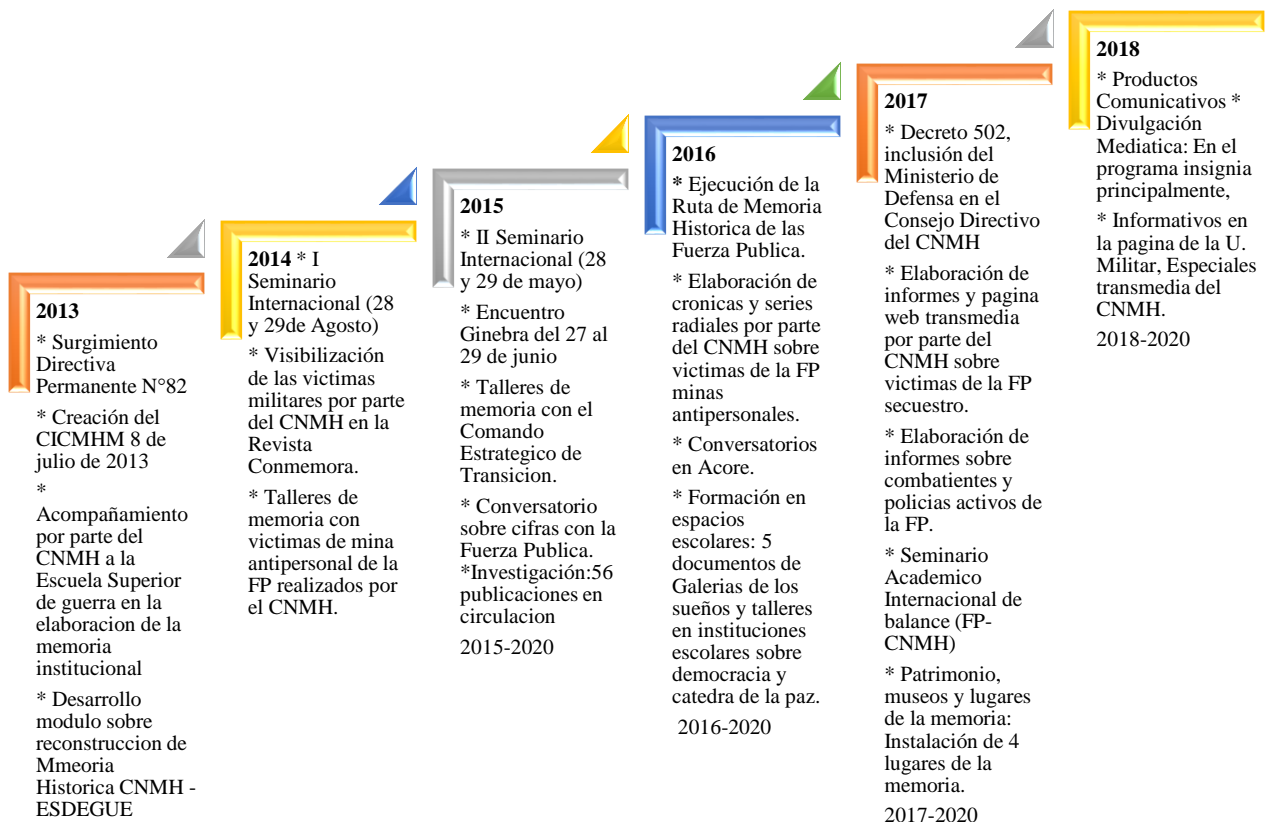 2013
* Surgimiento
Directiva
Permanente N°82
* Creación del
CICMHM 8 de
julio de 2013
*
Acompañamiento
por parte del
CNMH a la
Escuela Superior
de guerra en la
elaboracion de la
memoria
institucional
* Desarrollo
modulo sobre
reconstruccion de
Mmeoria
Historica CNMH -
ESDEGUE
2014 * I
Seminario
Internacional (28
y 29de Agosto)
* Visibilización
de las victimas
militares por parte
del CNMH en la
Revista
Conmemora.
* Talleres de
memoria con
victimas de mina
antipersonal de la
FP realizados por
el CNMH.
2015
* II Seminario
Internacional (28
y 29 de mayo)
* Encuentro
Ginebra del 27 al
29 de junio
* Talleres de
memoria con el
Comando
Estrategico de
Transicion.
* Conversatorio
sobre cifras con la
Fuerza Publica.
*Investigación:56
publicaciones en
circulacion
2015-2020
2016
* Ejecución de la
Ruta de Memoria
Historica de las
Fuerza Publica.
* Elaboración de
cronicas y series
radiales por parte
del CNMH sobre
victimas de la FP
minas
antipersonales.
* Conversatorios
en Acore.
* Formación en
espacios
escolares: 5
documentos de
Galerias de los
sueños y talleres
en instituciones
escolares sobre
democracia y
catedra de la paz.
2016-2020
2017
* Decreto 502,
inclusión del
Ministerio de
Defensa en el
Consejo Directivo
del CNMH
* Elaboración de
informes y pagina
web transmedia
por parte del
CNMH sobre
victimas de la FP
secuestro.
* Elaboración de
informes sobre
combatientes y
policias activos de
la FP.
* Seminario
Academico
Internacional de
balance (FP-
CNMH)
* Patrimonio,
museos y lugares
de la memoria:
Instalación de 4
lugares de la
memoria.
2017-2020
2018
* Productos
Comunicativos *
Divulgación
Mediatica: En el
programa insignia
principalmente,
* Informativos en
la pagina de la U.
Militar, Especiales
transmedia del
CNMH.
2018-2020